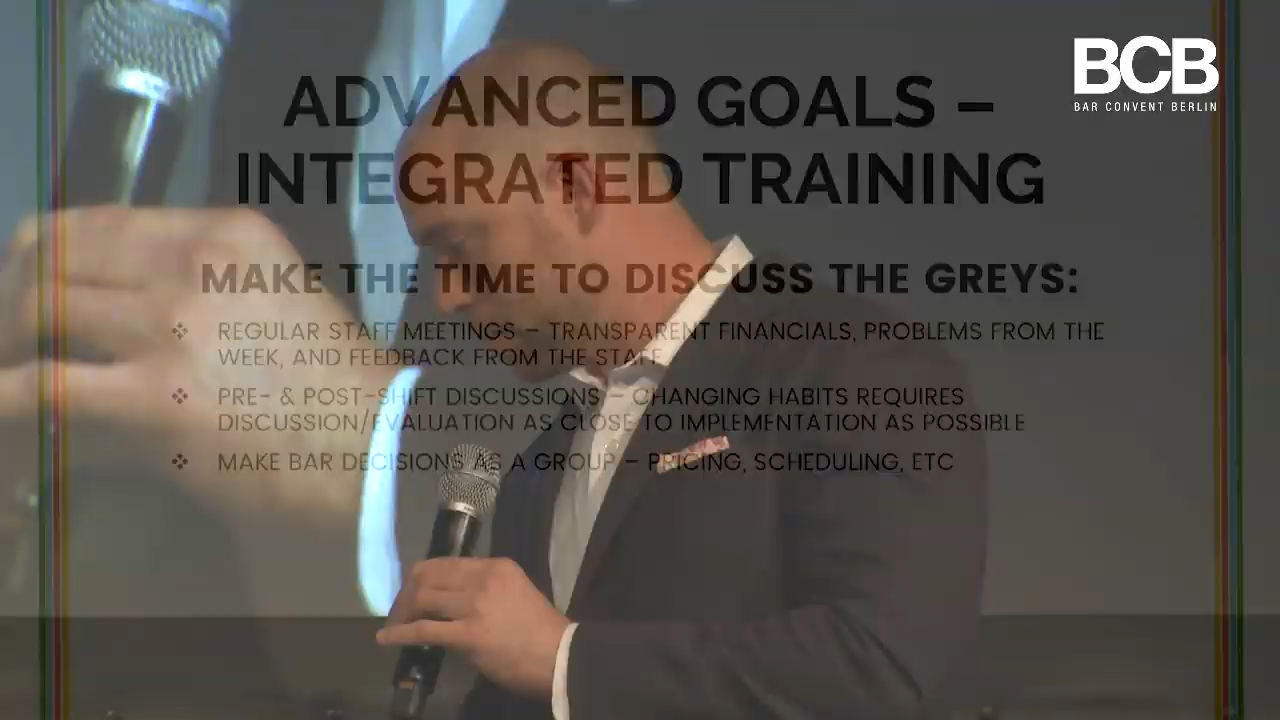 BCB
BAR CONVENT BERLIN
ADVANCED GOALS –
INTEGRATED TRAINING
MAKE THE TIME TO DISCUSS THE GREYS:
❖ REGULAR STAFF MEETINGS – TRANSPARENT FINANCIALS, PROBLEMS FROM THE
WEEK, AND FEEDBACK FROM THE STAFF
❖ PRE- & POST-SHIFT DISCUSSIONS – CHANGING HABITS REQUIRES
DISCUSSION/EVALUATION AS CLOSE TO IMPLEMENTATION AS POSSIBLE
❖ MAKE BAR DECISIONS AS A GROUP – PRICING, SCHEDULING, ETC